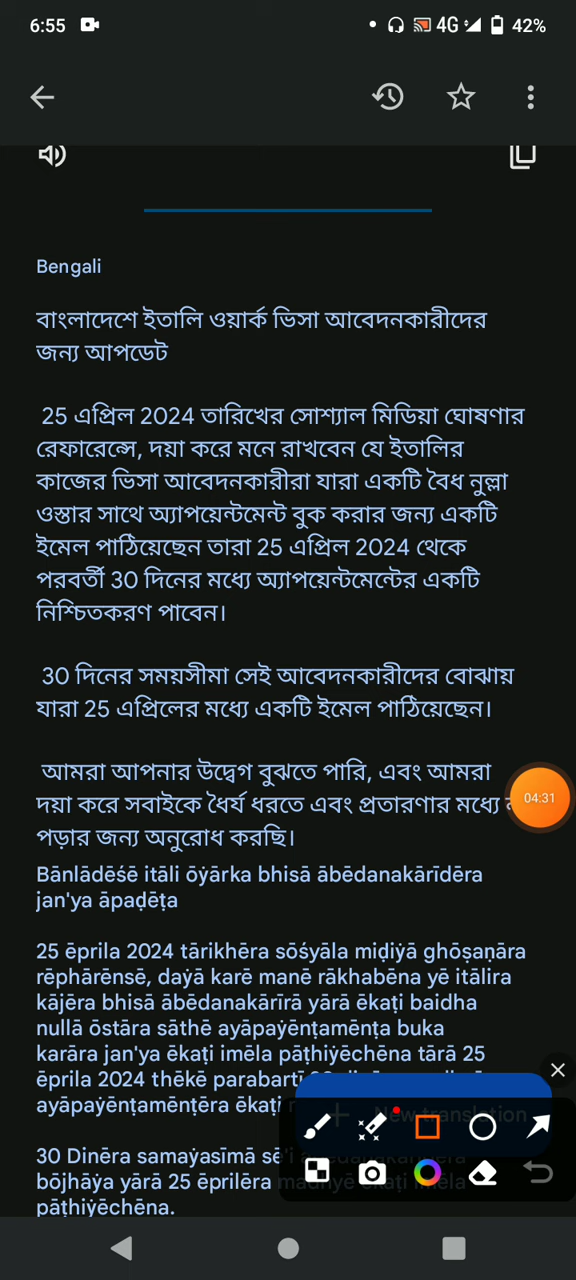 6:55
4G
42%
Bengali
বাংলাদেশে ইতালি ওয়ার্ক ভিসা আবেদনকারীদের
জন্য আপডেট
25 এপ্রিল 2024 তারিখের সোশ্যাল মিডিয়া ঘোষণার
রেফারেন্সে, দয়া করে মনে রাখবেন যে ইতালির
কাজের ভিসা আবেদনকারীরা যারা একটি বৈধ নুল্লা
ওস্তার সাথে অ্যাপয়েন্টমেন্ট বুক করার জন্য একটি
ইমেল পাঠিয়েছেন তারা 25 এপ্রিল 2024 থেকে
পরবর্তী 30 দিনের মধ্যে অ্যাপয়েন্টমেন্টের একটি
নিশ্চিতকরণ পাবেন।
30 দিনের সময়সীমা সেই আবেদনকারীদের বোঝায়
যারা 25 এপ্রিলের মধ্যে একটি ইমেল পাঠিয়েছেন।
আমরা আপনার উদ্বেগ বুঝতে পারি, এবং আমরা
দয়া করে সবাইকে ধৈর্য ধরতে এবং প্রতারণার মধ্যে
04:31
পড়ার জন্য অনুরোধ করছি।
Bānlādēśē itāli ōẏārka bhisā ābēdanakārīdēra
jan'ya āpaḍēṭa
25 ēprila 2024 tārikhēra sōśyāla miḍiẏā ghōṣaṇāra
rēphārēnsē, daẏā karē manē rākhabēna yē itālira
kājēra bhisā ābēdanakārīrā yārā ēkaṭi baidha
nullā ōstāra sāthē ayāpaẏēnṭamēnṭa buka
karāra jan'ya ēkaṭi imēla pāṭhiẏēchēna tārā 25
ēprila 2024 thēkē parabartī
ayāpaẏēnṭamēnṭēra ēkaṭi
New translation
30 Dinēra samaẏasīmā sē'i
bōjhāẏa yārā 25 ēprilēra madhyē ēkaṭi imēla
pāṭhiẏēchēna.